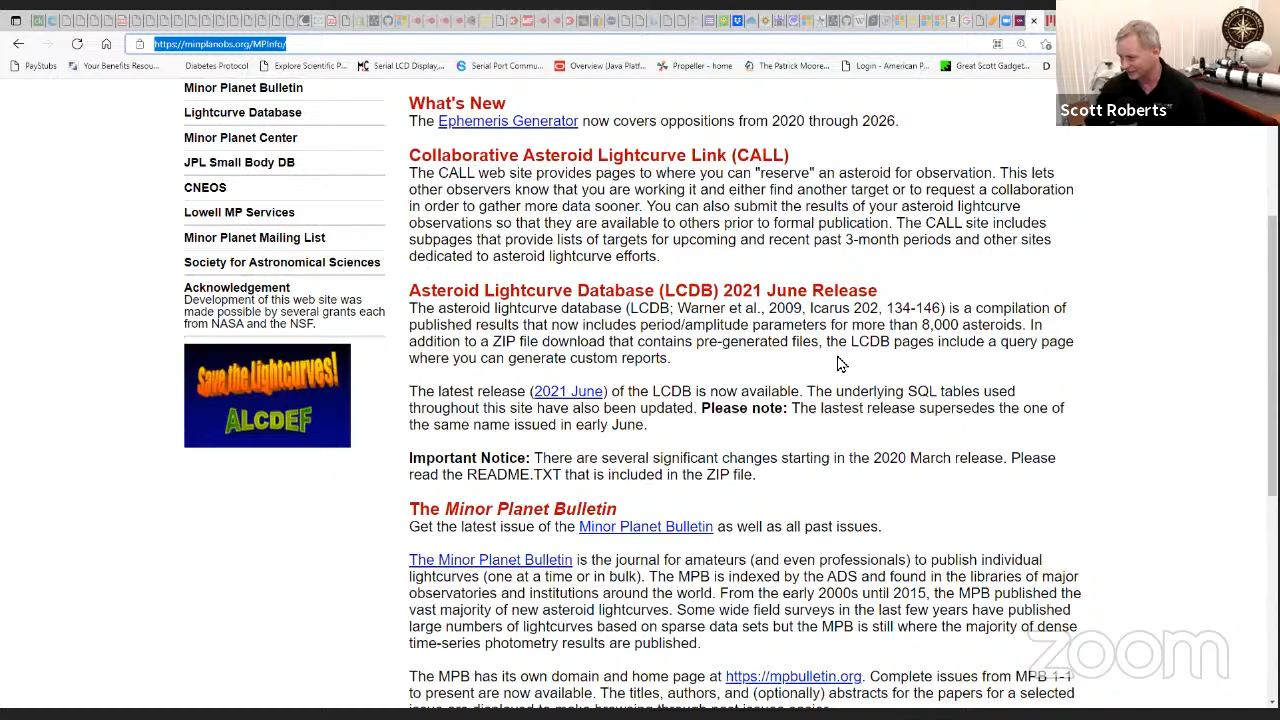 https://minplanobs.org/MPInfo/
PayStubs
Your Benefits Resou...
Diabetes Protocol
Explore Scientific P...
Serial LCD Display,...
Serial Port Commu...
Overview (Java Platf...
Propeller - home
The Patrick Moore...
Login - American P...
Great Scott Gadget...
D
Scott Roberts
Minor Planet Bulletin
Lightcurve Database
Minor Planet Center
JPL Small Body DB
CNEOS
Lowell MP Services
Minor Planet Mailing List
Society for Astronomical Sciences
Acknowledgement
Development of this web site was
made possible by several grants each
from NASA and the NSF.
Save the Lightcurves!
ALCDEF
What's New
The Ephemeris Generator now covers oppositions from 2020 through 2026.
Collaborative Asteroid Lightcurve Link (CALL)
The CALL web site provides pages to where you can "reserve" an asteroid for observation. This lets
other observers know that you are working it and either find another target or to request a collaboration
in order to gather more data sooner. You can also submit the results of your asteroid lightcurve
observations so that they are available to others prior to formal publication. The CALL site includes
subpages that provide lists of targets for upcoming and recent past 3-month periods and other sites
dedicated to asteroid lightcurve efforts.
Asteroid Lightcurve Database (LCDB) 2021 June Release
The asteroid lightcurve database (LCDB; Warner et al., 2009, Icarus 202, 134-146) is a compilation of
published results that now includes period/amplitude parameters for more than 8,000 asteroids. In
addition to a ZIP file download that contains pre-generated files, the LCDB pages include a query page
where you can generate custom reports.
The latest release (2021 June) of the LCDB is now available. The underlying SQL tables used
throughout this site have also been updated. Please note: The lastest release supersedes the one of
the same name issued in early June.
Important Notice: There are several significant changes starting in the 2020 March release. Please
read the README.TXT that is included in the ZIP file.
The Minor Planet Bulletin
Get the latest issue of the Minor Planet Bulletin as well as all past issues.
The Minor Planet Bulletin is the journal for amateurs (and even professionals) to publish individual
lightcurves (one at a time or in bulk). The MPB is indexed by the ADS and found in the libraries of major
observatories and institutions around the world. From the early 2000s until 2015, the MPB published the
vast majority of new asteroid lightcurves. Some wide field surveys in the last few years have published
large numbers of lightcurves based on sparse data sets but the MPB is still where the majority of dense
time-series photometry results are published.
zoom
The MPB has its own domain and home page at https://mpbulletin.org. Complete issues from MPB 1-1
to present are now available. The titles, authors, and (optionally) abstracts for the papers for a selected